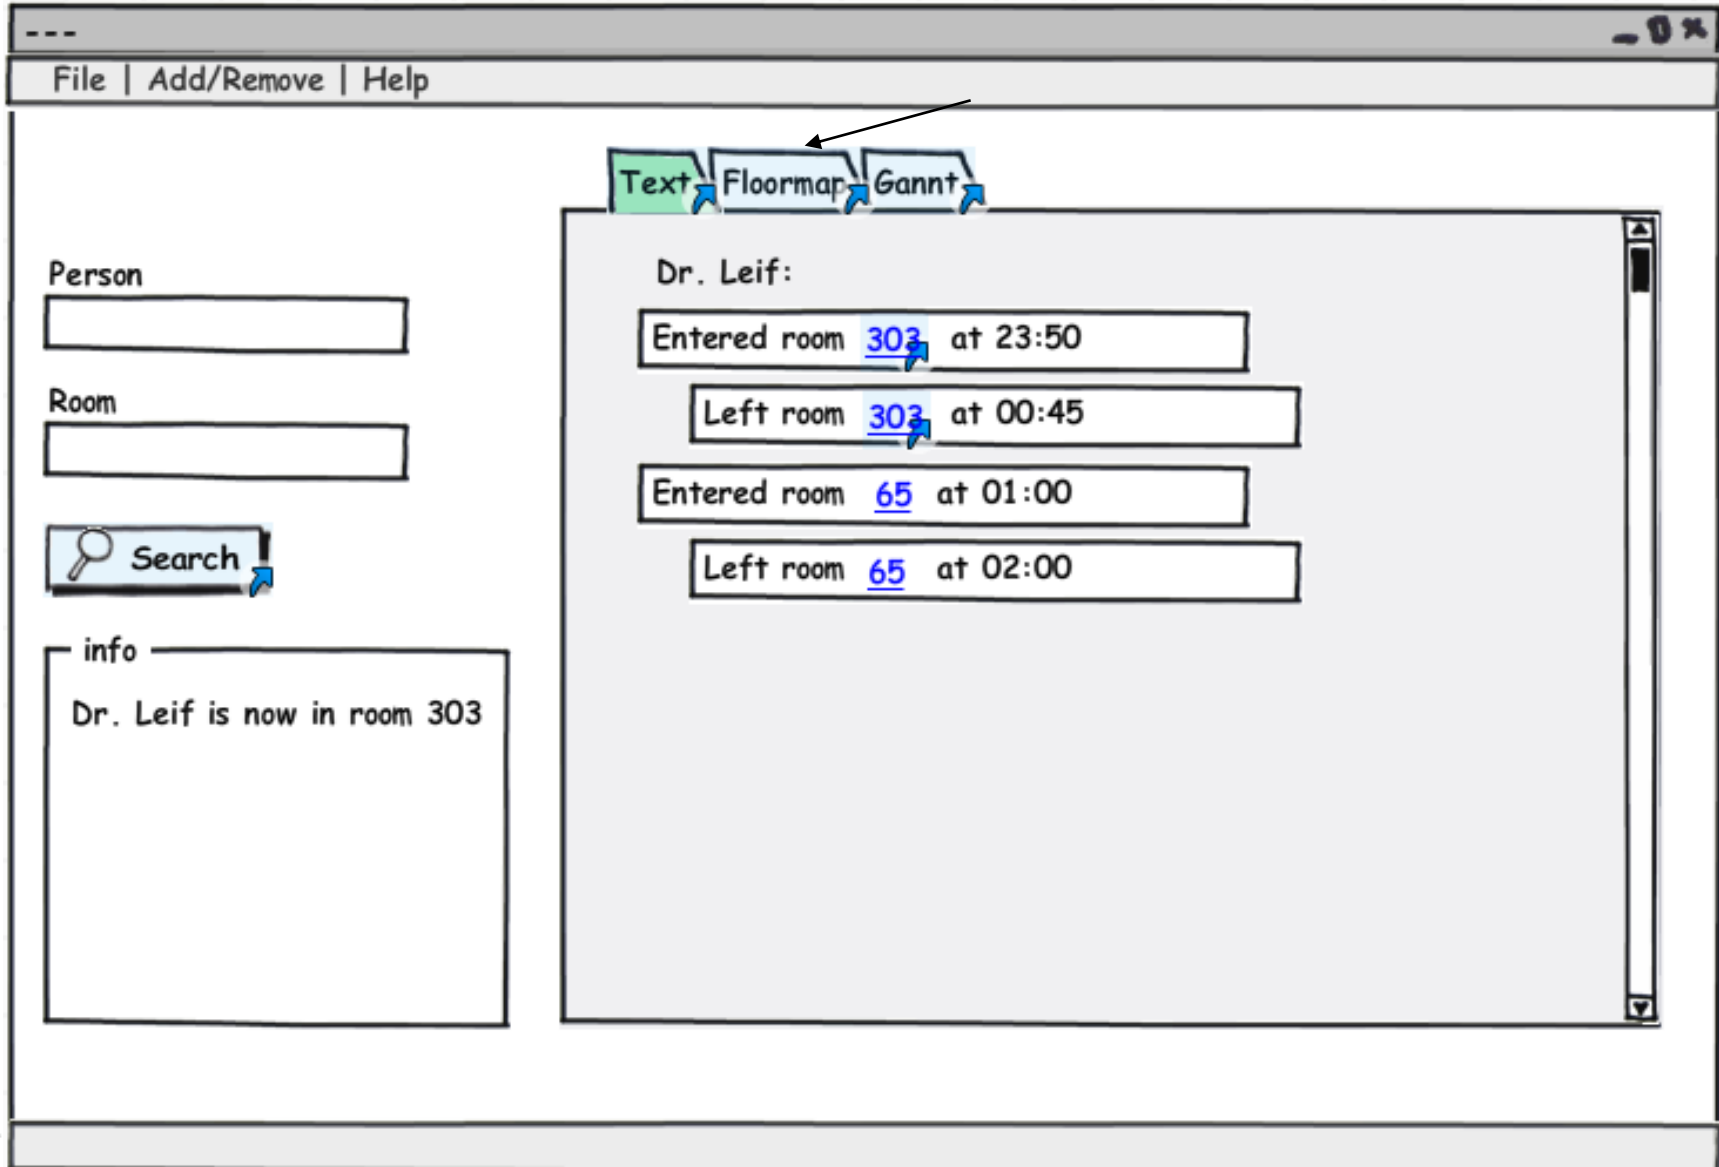 ---
File | Add/Remove | Help
Text Floormap Gannt
Person
Room
Search
info
Dr. Leif is now in room 303
Dr. Leif:
Entered room 303 at 23:50
Left room 303 at 00:45
Entered room 65 at 01:00
Left room 65 at 02:00